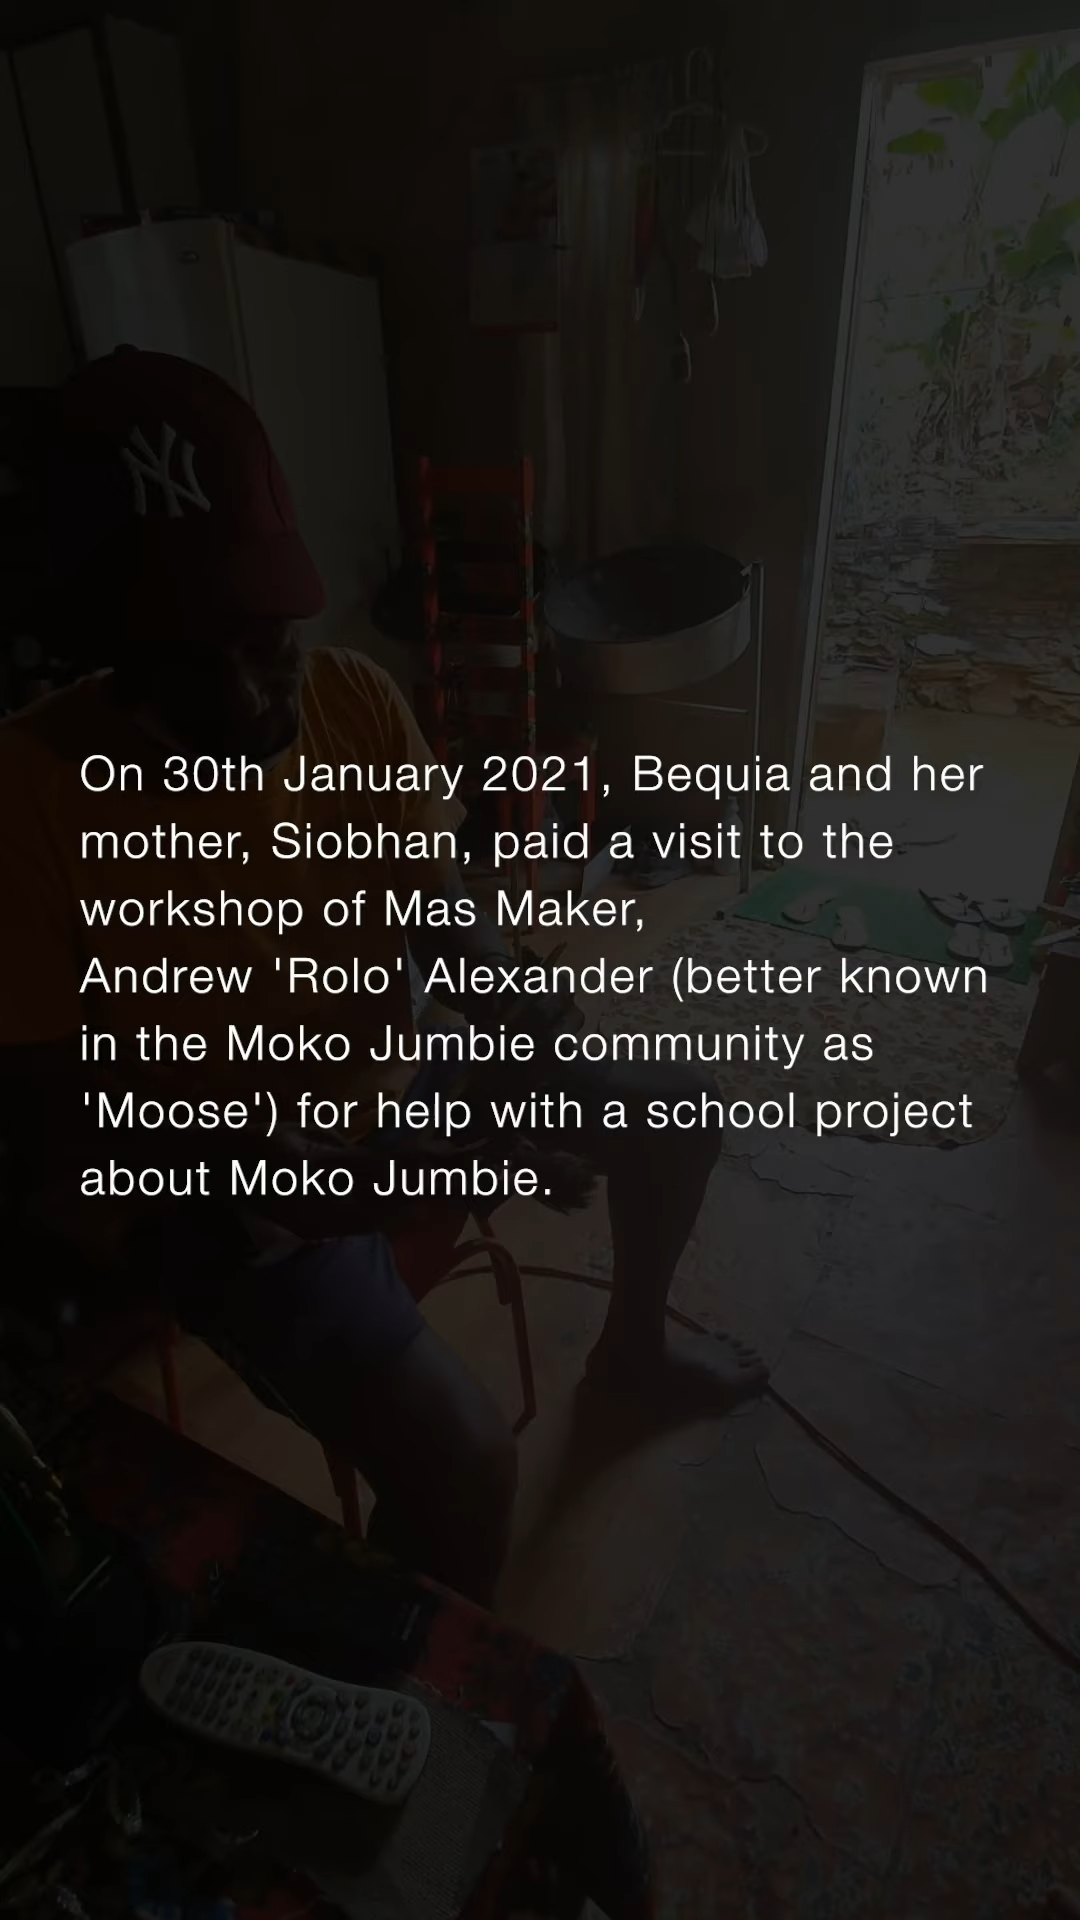 NY
On 30th January 2021, Bequia and her
mother, Siobhan, paid a visit to the
workshop of Mas Maker,
Andrew 'Rolo' Alexander (better known
in the Moko Jumbie community as
'Moose') for help with a school project
about Moko Jumbie.